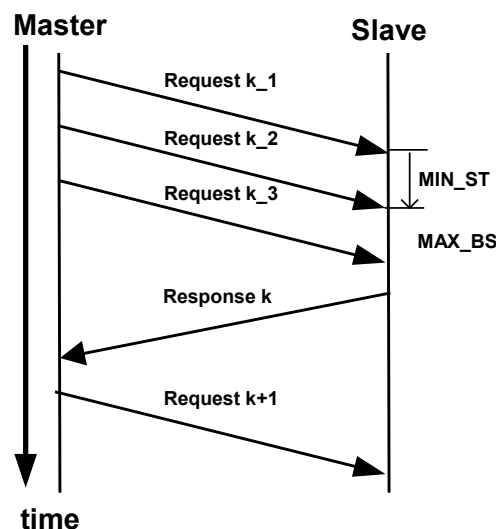 Master
Slave
Request k_1
Request k_2
MIN_ST
Request k_3
MAX_BS
Response k
Request k+1
time